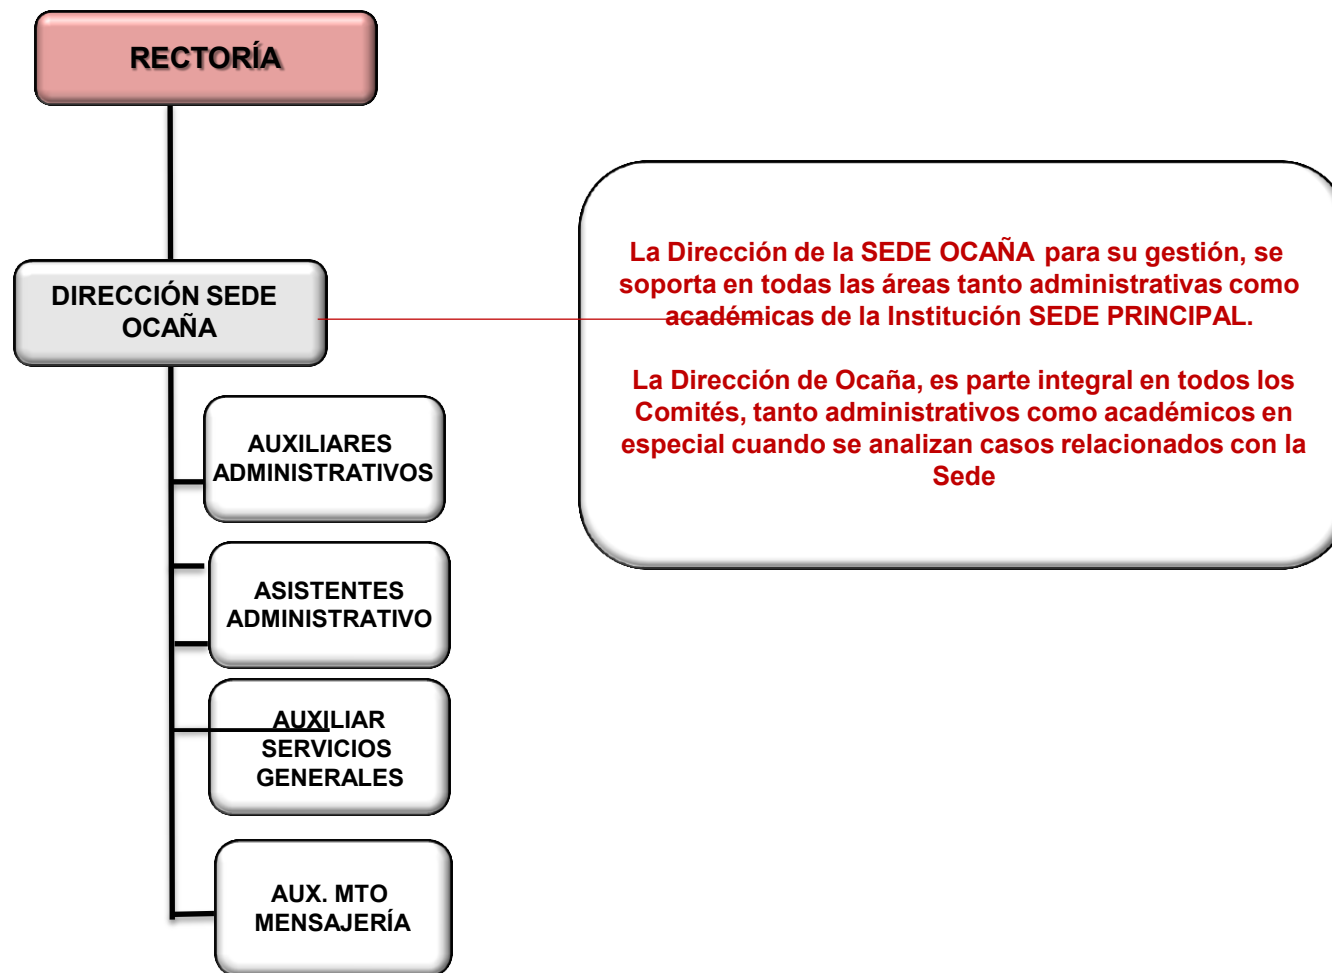 RECTORÍA
DIRECCIÓN SEDE
OCAÑA
La Dirección de la SEDE OCAÑA para su gestión, se
soporta en todas las áreas tanto administrativas como
académicas de la Institución SEDE PRINCIPAL.
La Dirección de Ocaña, es parte integral en todos los
Comités, tanto administrativos como académicos en
especial cuando se analizan casos relacionados con la
Sede
AUXILIARES
ADMINISTRATIVOS
ASISTENTES
ADMINISTRATIVO
AUXILIAR
SERVICIOS
GENERALES
AUX. MTO
MENSAJERÍA